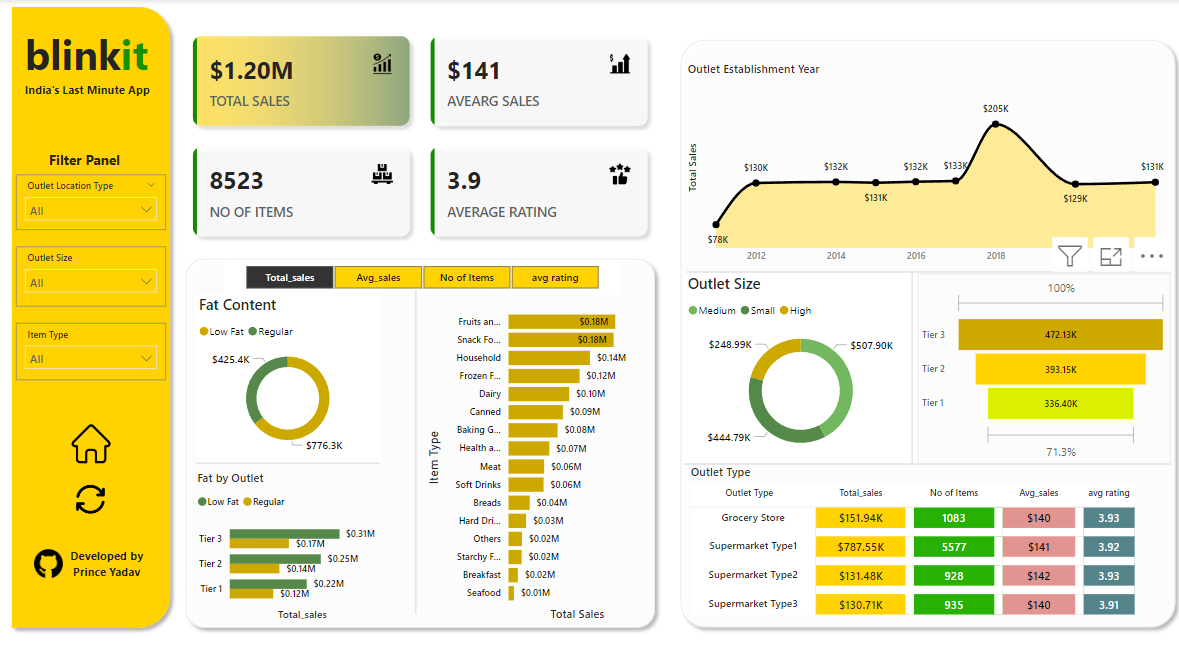 blinkit
India's Last Minute App
Filter Panel
Outlet Location Type
All
Outlet Size
All
Item Type
All
Developed by
Prince Yadav
$1.20M
TOTAL SALES
$141
AVEARG SALES
8523
NO OF ITEMS
3.9
AVERAGE RATING
Total_sales Avg_sales No of Items avg rating
Fat Content
Low Fat Regular
$425.4K
$776.3K
Fat by Outlet
Low Fat Regular
Tier 3 $0.31M
$0.17M
Tier 2 $0.25M
$0.14M
Tier 1 $0.22M
$0.12M
Total_sales
Item Type
Fruits an... $0.18M
Snack Fo... $0.18M
Household $0.14M
Frozen F... $0.12M
Dairy $0.10M
Canned $0.09M
Baking G... $0.08M
Health a... $0.07M
Meat $0.06M
Soft Drinks $0.06M
Breads $0.04M
Hard Dri... $0.03M
Others $0.02M
Starchy F... $0.02M
Breakfast $0.02M
Seafood $0.01M
Total Sales
Outlet Establishment Year
Total Sales
$78K $130K $132K $131K $132K $133K $205K $129K $131K
2012 2014 2016 2018
Outlet Size
Medium Small High
$248.99K
$507.90K
$444.79K
100%
Tier 3 472.13K
Tier 2 393.15K
Tier 1 336.40K
71.3%
Outlet Type
Outlet Type Total_sales No of Items Avg_sales avg rating
Grocery Store $151.94K 1083 $140 3.93
Supermarket Type1 $787.55K 5577 $141 3.92
Supermarket Type2 $131.48K 928 $142 3.93
Supermarket Type3 $130.71K 935 $140 3.91